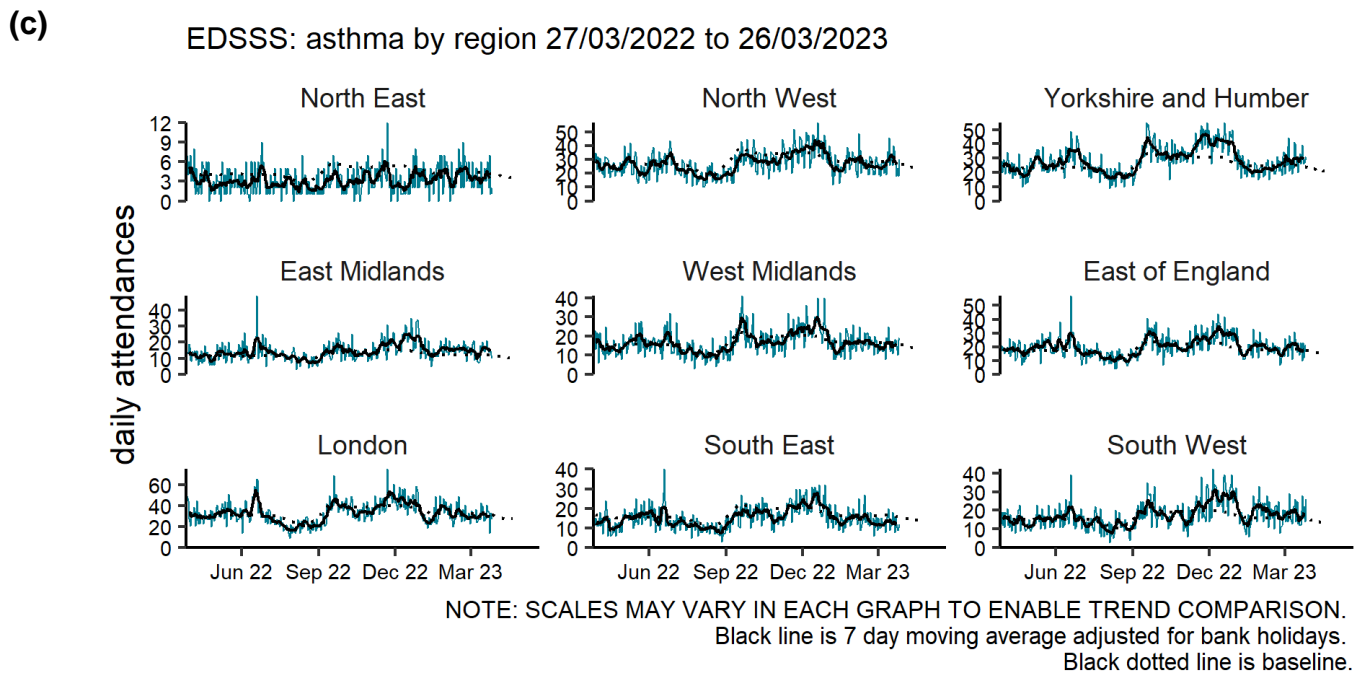 (c)
EDSSS: asthma by region 27/03/2022 to 26/03/2023
daily attendances
North East
12
9
6
3
0
North West
50
40
30
20
10
0
Yorkshire and Humber
50
40
30
20
10
0
East Midlands
40
30
20
10
0
West Midlands
40
30
20
10
0
East of England
50
40
30
20
10
0
London
60
40
20
0
Jun 22 Sep 22 Dec 22 Mar 23
South East
40
30
20
10
0
Jun 22 Sep 22 Dec 22 Mar 23
South West
40
30
20
10
0
Jun 22 Sep 22 Dec 22 Mar 23
NOTE: SCALES MAY VARY IN EACH GRAPH TO ENABLE TREND COMPARISON.
Black line is 7 day moving average adjusted for bank holidays.
Black dotted line is baseline.